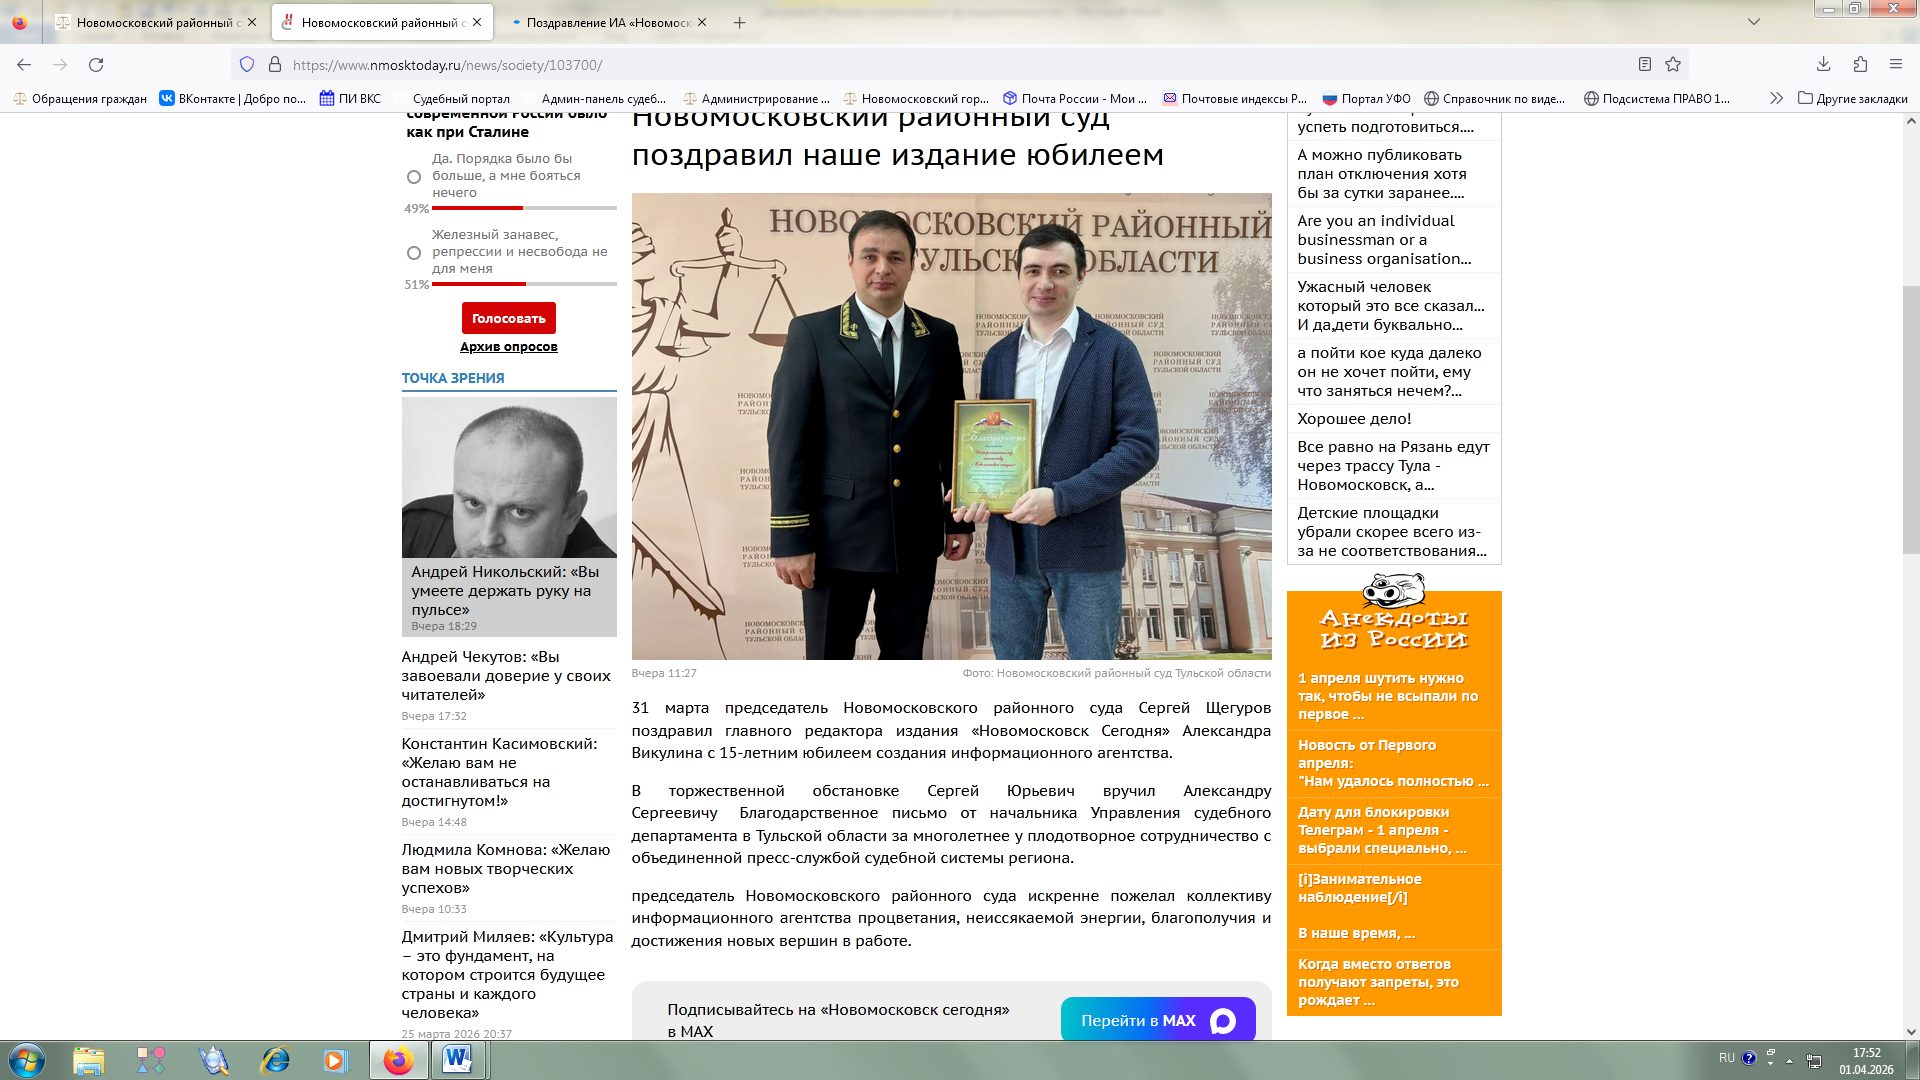 Новомосковский районный с
Новомосковский районный су
Поздравление ИА «Новомоск
https://www.nmosktoday.ru/news/society/103700/
Обращения граждан
ВКонтакте | Добро по...
ПИ ВКС
Судебный портал
Админ-панель судеб...
Администрирование ...
Новомосковский гор...
Почта России - Мои ...
Почтовые индексы Р...
Портал УФО
Справочник по виде...
Подсистема ПРАВО 1...
Другие закладки
современной России было
как при Сталине
Да. Порядка было бы
больше, а мне бояться
нечего
49%
Железный занавес,
репрессии и несвобода не
для меня
51%
Голосовать
Архив опросов
ТОЧКА ЗРЕНИЯ
Андрей Никольский: «Вы
умеете держать руку на
пульсе»
Вчера 18:29
Андрей Чекутов: «Вы
завоевали доверие у своих
читателей»
Вчера 17:32
Константин Касимовский:
«Желаю вам не
останавливаться на
достигнутом!»
Вчера 14:48
Людмила Комнова: «Желаю
вам новых творческих
успехов»
Вчера 10:33
Дмитрий Миляев: «Культура
– это фундамент, на
котором строится будущее
страны и каждого
человека»
25 марта 2026 20:37
Новомосковский районный суд
поздравил наше издание юбилеем
НОВОМОСКОВСКИЙ РАЙОННЫЙ
ТУЛЬСК ОБЛАСТИ
Благодарность
Вчера 11:27
Фото: Новомосковский районный суд Тульской области
31 марта председатель Новомосковского районного суда Сергей Щегуров
поздравил главного редактора издания «Новомосковск Сегодня» Александра
Викулина с 15-летним юбилеем создания информационного агентства.
В торжественной обстановке Сергей Юрьевич вручил Александру
Сергеевичу Благодарственное письмо от начальника Управления судебного
департамента в Тульской области за многолетнее у плодотворное сотрудничество с
объединенной пресс-службой судебной системы региона.
председатель Новомосковского районного суда искренне пожелал коллективу
информационного агентства процветания, неиссякаемой энергии, благополучия и
достижения новых вершин в работе.
Подписывайтесь на «Новомосковск сегодня»
в MAX
Перейти в MAX
успеть подготовиться....
А можно публиковать
план отключения хотя
бы за сутки заранее....
Are you an individual
businessman or a
business organisation...
Ужасный человек
который это все сказал...
И да,дети буквально...
а пойти кое куда далеко
он не хочет пойти, ему
что заняться нечем?...
Хорошее дело!
Все равно на Рязань едут
через трассу Тула -
Новомосковск, а...
Детские площадки
убрали скорее всего из-
за не соответствования...
Анекдоты
из России
1 апреля шутить нужно
так, чтобы не всыпали по
первое ...
Новость от Первого
апреля:
"Нам удалось полностью ...
Дату для блокировки
Телеграм - 1 апреля -
выбрали специально, ...
[i]Занимательное
наблюдение[/i]
В наше время, ...
Когда вместо ответов
получают запреты, это
рождает ...
RU
17:52
01.04.2026